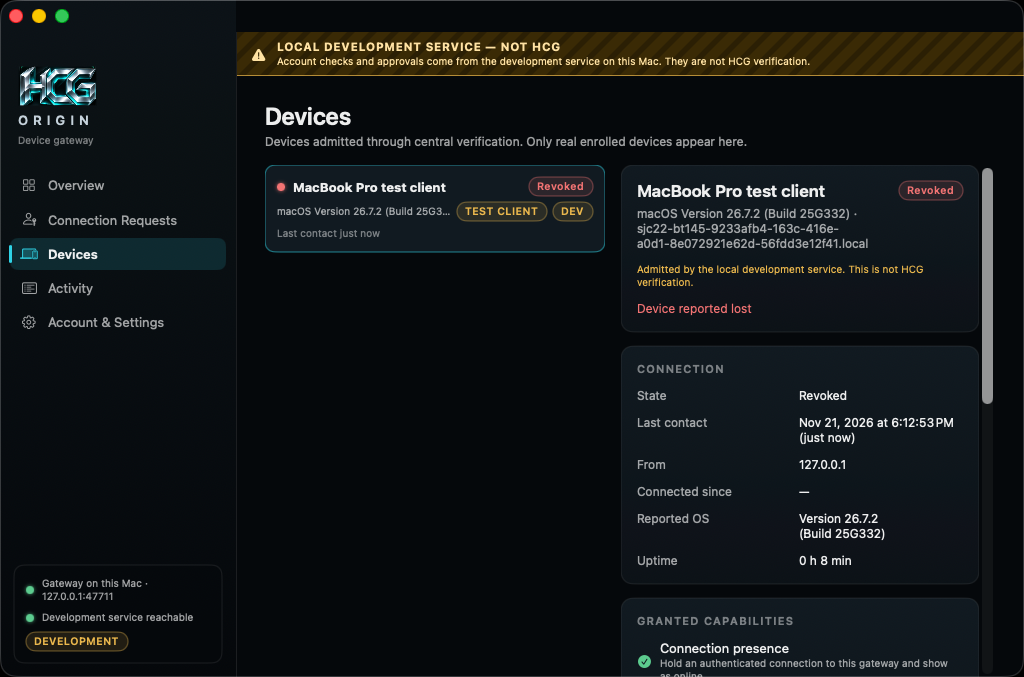 LOCAL DEVELOPMENT SERVICE — NOT HCG
Account checks and approvals come from the development service on this Mac. They are not HCG verification.
HCG
ORIGIN
Device gateway
Overview
Connection Requests
Devices
Activity
Account & Settings
Gateway on this Mac ·
127.0.0.1:47711
Development service reachable
DEVELOPMENT
Devices
Devices admitted through central verification. Only real enrolled devices appear here.
MacBook Pro test client
Revoked
macOS Version 26.7.2 (Build 25G3...
TEST CLIENT
DEV
Last contact just now
MacBook Pro test client
Revoked
macOS Version 26.7.2 (Build 25G332) ·
sjc22-bt145-9233afb4-163c-416e-
a0d1-8e072921e62d-56fdd3e12f41.local
Admitted by the local development service. This is not HCG
verification.
Device reported lost
CONNECTION
State Revoked
Last contact Nov 21, 2026 at 6:12:53 PM
(just now)
From 127.0.0.1
Connected since —
Reported OS Version 26.7.2
(Build 25G332)
Uptime 0 h 8 min
GRANTED CAPABILITIES
Connection presence
Hold an authenticated connection to this gateway and show
as online.